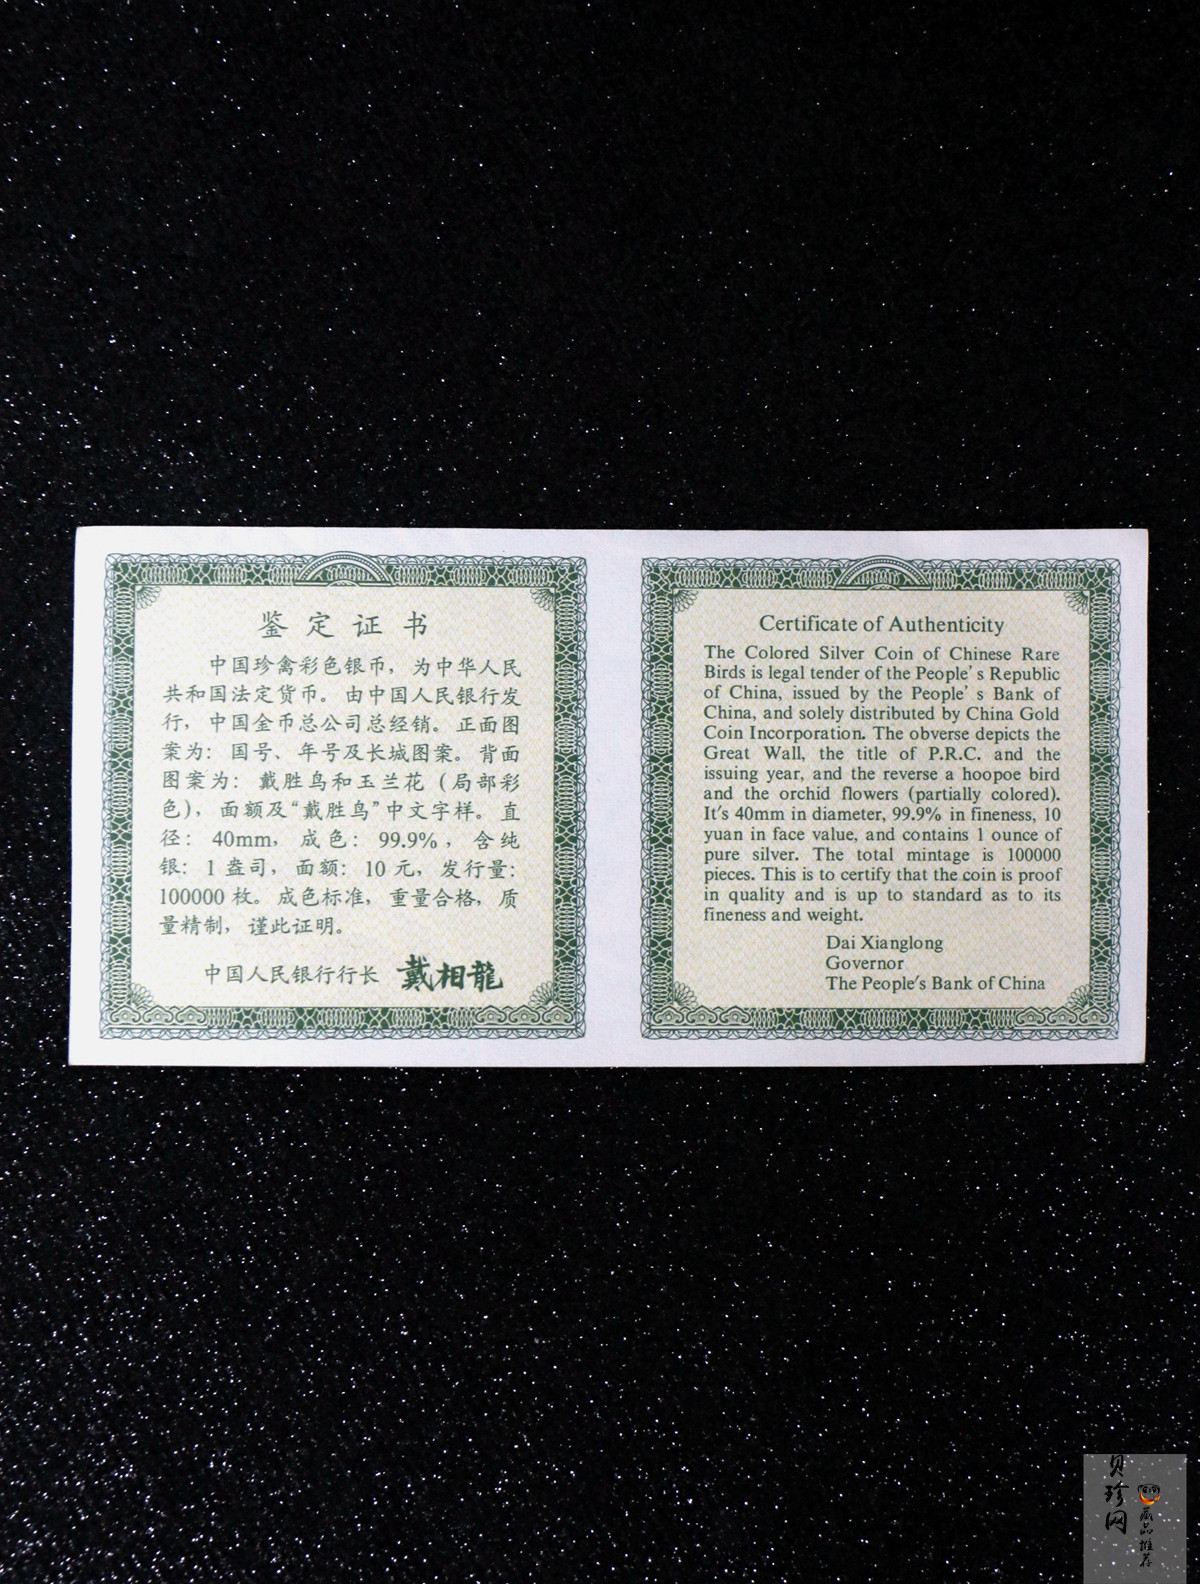 鉴定证书
中国珍禽彩色银币，为中华人民
共和国法定货币。由中国人民银行发
行，中国金币总公司总经销。正面图
案为：国号、年号及长城图案。背面
图案为：戴胜鸟和玉兰花（局部彩
色），面额及“戴胜鸟”中文字样。直
径：40mm，成色：99.9%，含纯
银：1盎司，面额：10元，发行量：
100000枚。成色标准，重量合格，质
量精制，谨此证明。
中国人民银行行长 戴相龍
Certificate of Authenticity
The Colored Silver Coin of Chinese Rare
Birds is legal tender of the People's Republic
of China, issued by the People's Bank of
China, and solely distributed by China Gold
Coin Incorporation. The obverse depicts the
Great Wall, the title of P.R.C. and the
issuing year, and the reverse a hoopoe bird
and the orchid flowers (partially colored).
It's 40mm in diameter, 99.9% in fineness, 10
yuan in face value, and contains 1 ounce of
pure silver. The total mintage is 100000
pieces. This is to certify that the coin is proof
in quality and is up to standard as to its
fineness and weight.
Dai Xianglong
Governor
The People's Bank of China
贝珍网
藏品推荐